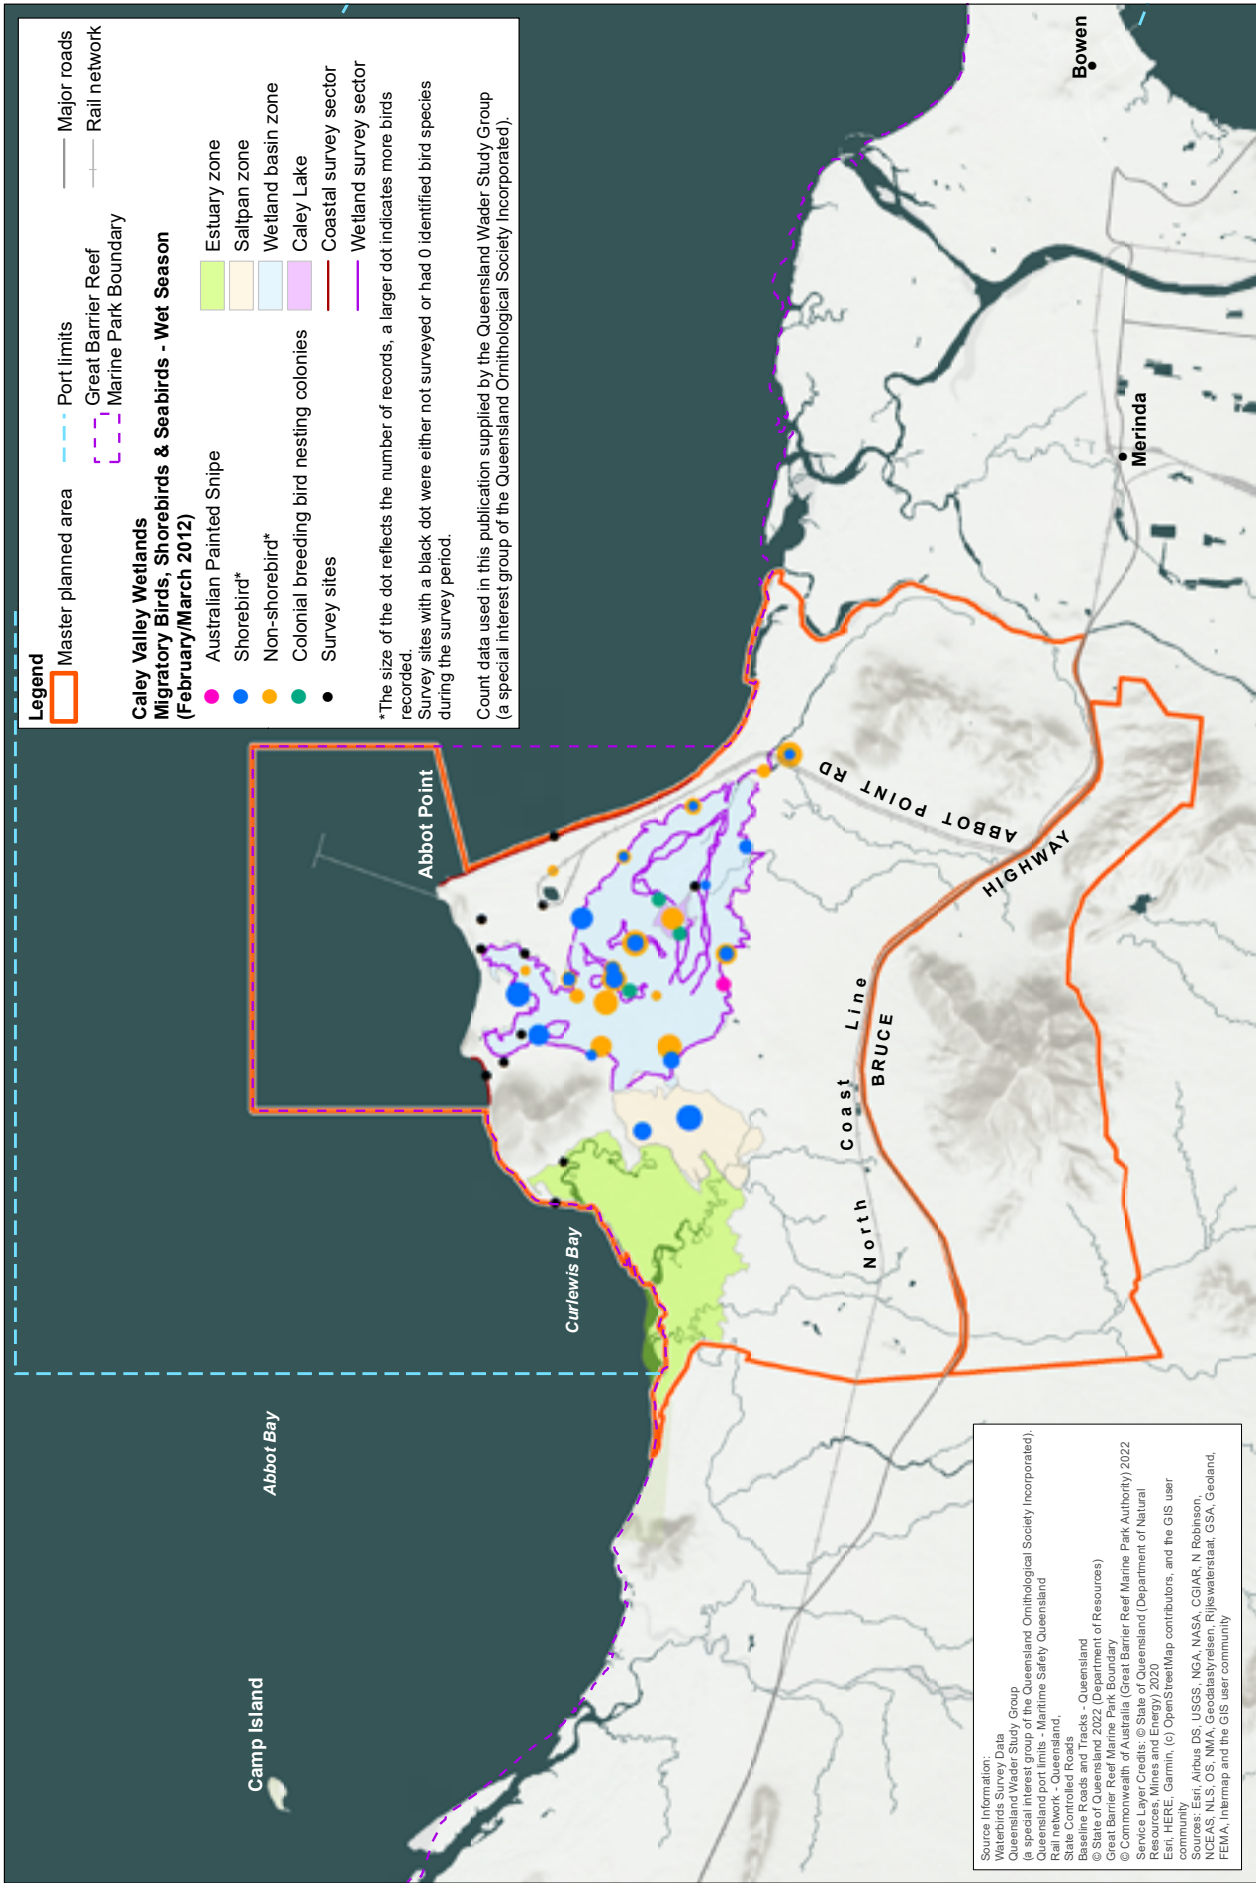 Legend
Master planned area
Port limits
Great Barrier Reef
Marine Park Boundary
Major roads
Rail network
Caley Valley Wetlands
Migratory Birds, Shorebirds & Seabirds - Wet Season
(February/March 2012)
Australian Painted Snipe
Shorebird*
Non-shorebird*
Colonial breeding bird nesting colonies
Survey sites
Estuary zone
Saltpan zone
Wetland basin zone
Caley Lake
Coastal survey sector
Wetland survey sector
*The size of the dot reflects the number of records, a larger dot indicates more birds
recorded.
Survey sites with a black dot were either not surveyed or had 0 identified bird species
during the survey period.
Count data used in this publication supplied by the Queensland Wader Study Group
(a special interest group of the Queensland Ornithological Society Incorporated).
Camp Island
Abbot Bay
Curlewis Bay
Abbot Point
ABBOT POINT RD
North Coast Line
BRUCE HIGHWAY
Merinda
Bowen
Source Information:
Waterbirds Survey Data
Queensland Wader Study Group
(a special interest group of the Queensland Ornithological Society Incorporated).
Queensland port limits - Maritime Safety Queensland
Rail network - Queensland,
State Controlled Roads
Baseline Roads and Tracks - Queensland
© State of Queensland 2022 (Department of Resources)
Great Barrier Reef Marine Park Boundary
© Commonwealth of Australia (Great Barrier Reef Marine Park Authority) 2022
Service Layer Credits: © State of Queensland (Department of Natural
Resources, Mines and Energy) 2020
Esri, HERE, Garmin, (c) OpenStreetMap contributors, and the GIS user
community
Sources: Esri, Airbus DS, USGS, NGA, NASA, CGIAR, N Robinson,
NCEAS, NLS, OS, NMA, Geodatastyrelsen, Rijkswaterstaat, GSA, Geoland,
FEMA, Intermap and the GIS user community